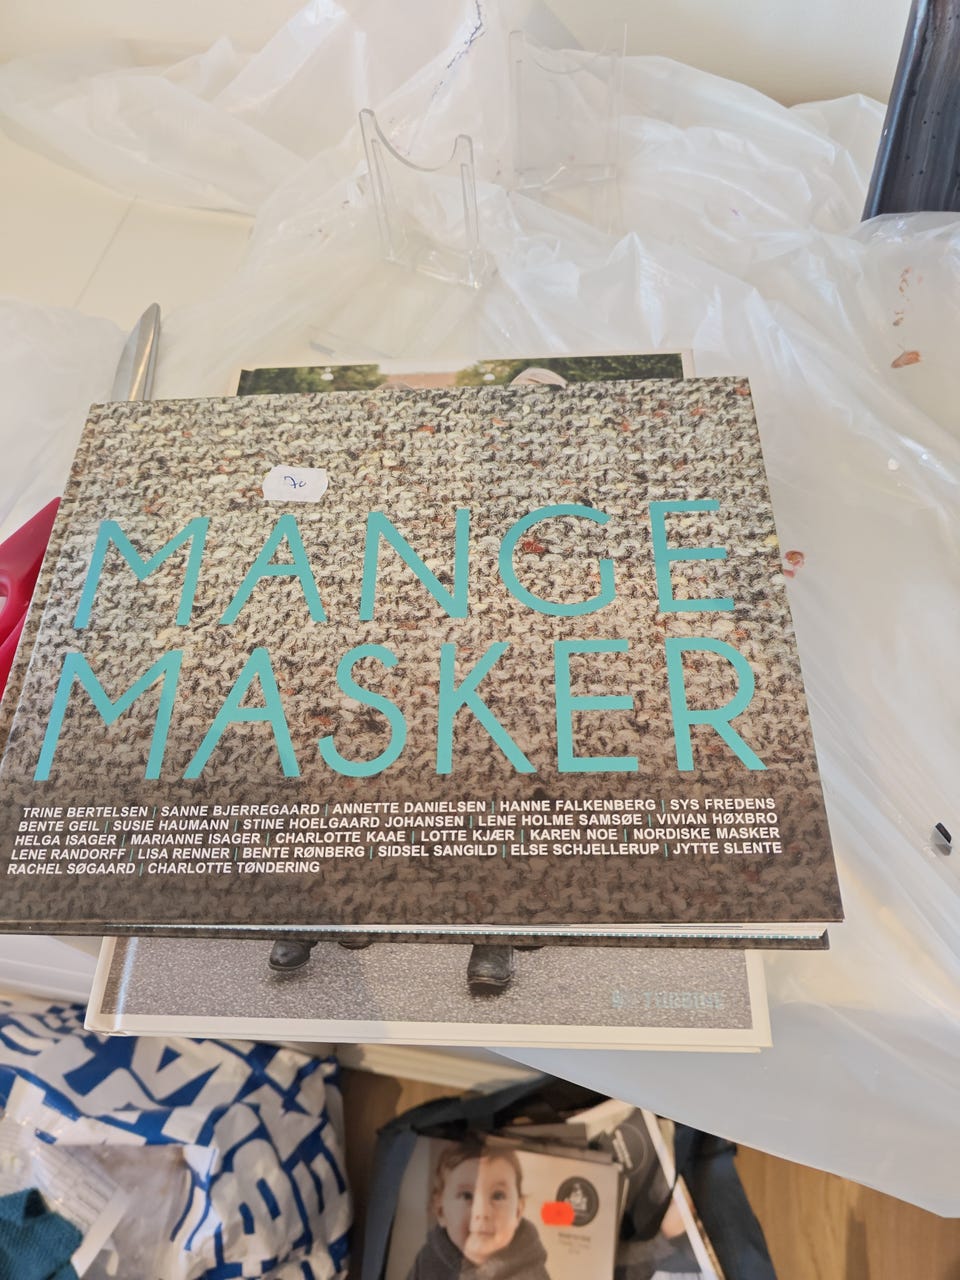 70
MANGE
MASKER
TRINE BERTELSEN | SANNE BJERREGAARD | ANNETTE DANIELSEN | HANNE FALKENBERG | SYS FREDENS
BENTE GEIL | SUSIE HAUMANN | STINE HOELGAARD JOHANSEN | LENE HOLME SAMSØE | VIVIAN HØXBRO
HELGA ISAGER | MARIANNE ISAGER | CHARLOTTE KAAE | LOTTE KJÆR | KAREN NOE | NORDISKE MASKER
LENE RANDORFF | LISA RENNER | BENTE RØNBERG | SIDSEL SANGILD | ELSE SCHJELLERUP | JYTTE SLENTE
RACHEL SØGAARD | CHARLOTTE TØNDERING
TURBINE